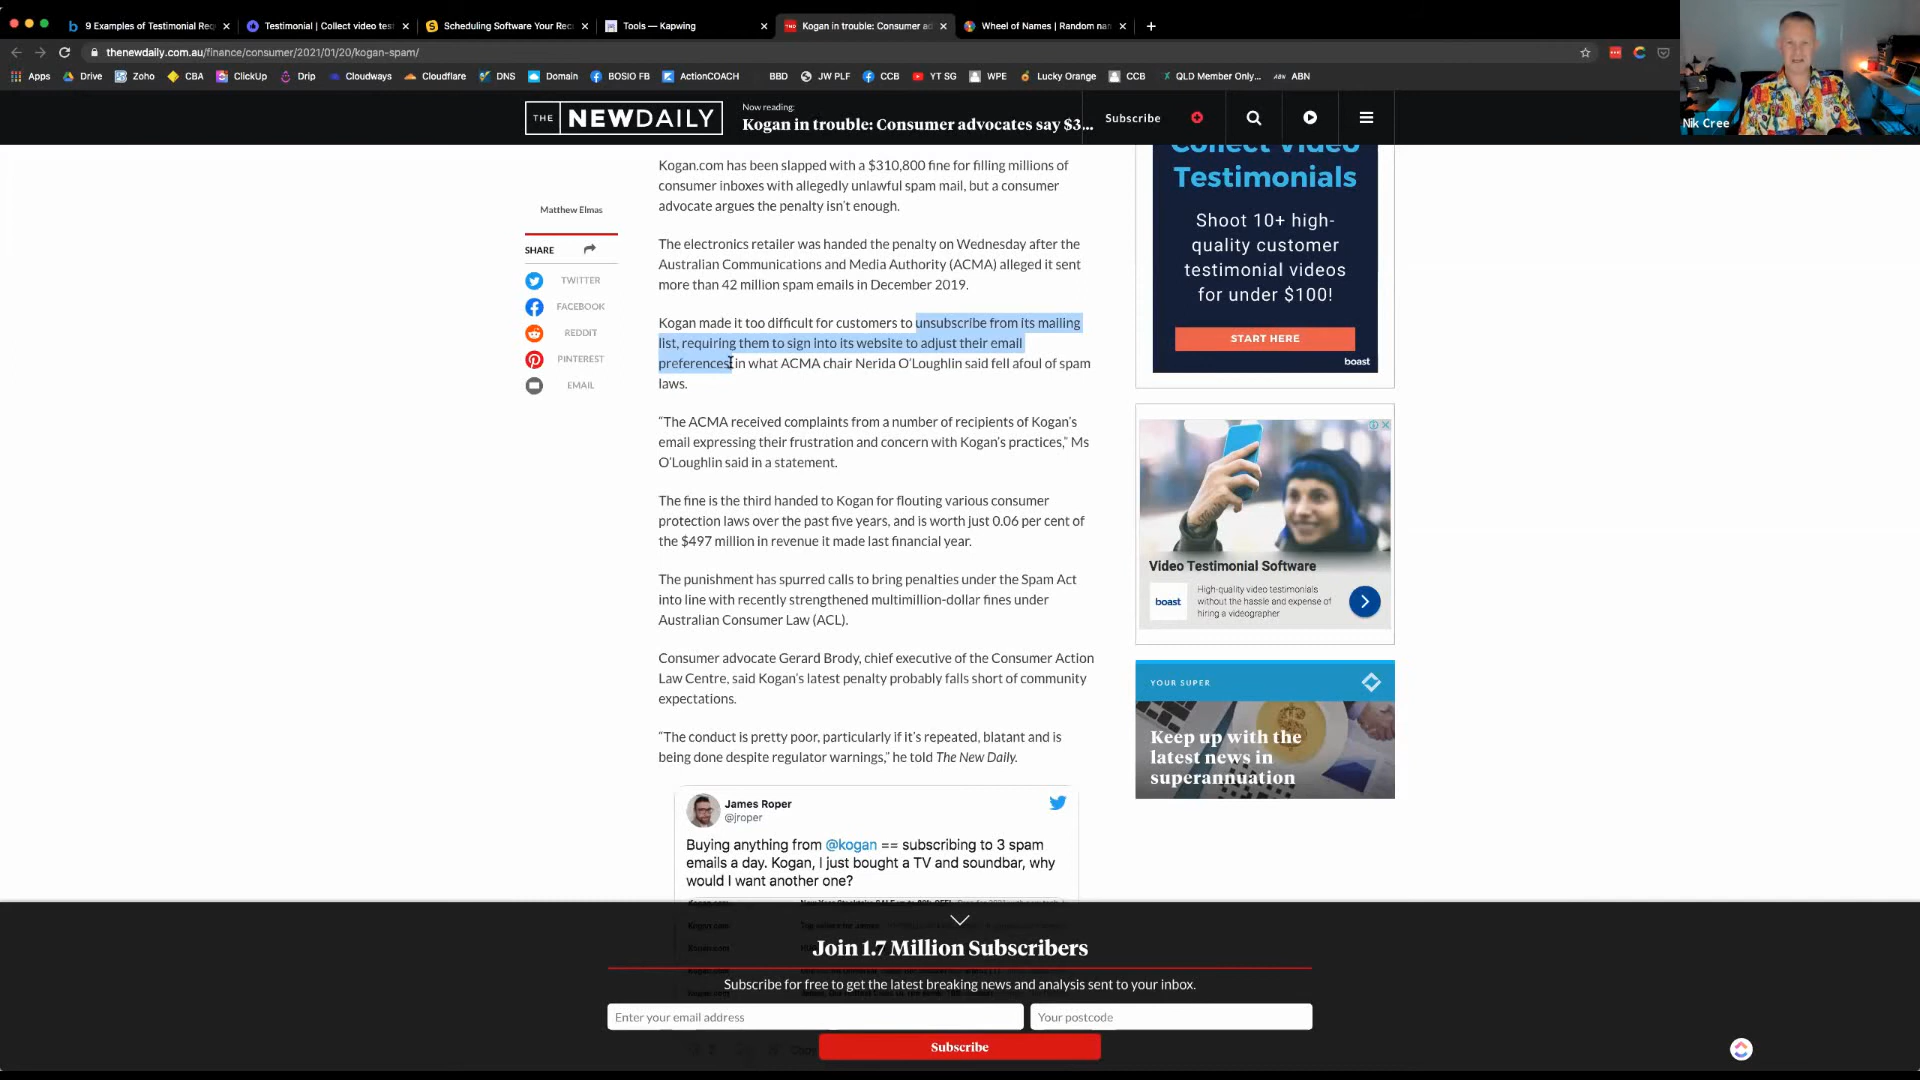 9 Examples of Testimonial Req
Testimonial | Collect video test
Scheduling Software Your Rec
Tools — Kapwing
Kogan in trouble: Consumer ad
Wheel of Names | Random nam
thenewdaily.com.au/finance/consumer/2021/01/20/kogan-spam/
Apps
Drive
Zoho
CBA
ClickUp
Drip
Cloudways
Cloudflare
DNS
Domain
BOSIO FB
ActionCOACH
BBD
JW PLF
CCB
YT SG
WPE
Lucky Orange
CCB
QLD Member Only...
ABN
Nik Cree
THE NEWDAILY
Now reading:
Kogan in trouble: Consumer advocates say $3...
Subscribe
Matthew Elmas
SHARE
TWITTER
FACEBOOK
REDDIT
PINTEREST
EMAIL
Kogan.com has been slapped with a $310,800 fine for filling millions of
consumer inboxes with allegedly unlawful spam mail, but a consumer
advocate argues the penalty isn't enough.
The electronics retailer was handed the penalty on Wednesday after the
Australian Communications and Media Authority (ACMA) alleged it sent
more than 42 million spam emails in December 2019.
Kogan made it too difficult for customers to unsubscribe from its mailing
list, requiring them to sign into its website to adjust their email
preferences, in what ACMA chair Nerida O'Loughlin said fell afoul of spam
laws.
“The ACMA received complaints from a number of recipients of Kogan's
email expressing their frustration and concern with Kogan's practices,” Ms
O'Loughlin said in a statement.
The fine is the third handed to Kogan for flouting various consumer
protection laws over the past five years, and is worth just 0.06 per cent of
the $497 million in revenue it made last financial year.
The punishment has spurred calls to bring penalties under the Spam Act
into line with recently strengthened multimillion-dollar fines under
Australian Consumer Law (ACL).
Consumer advocate Gerard Brody, chief executive of the Consumer Action
Law Centre, said Kogan's latest penalty probably falls short of community
expectations.
“The conduct is pretty poor, particularly if it's repeated, blatant and is
being done despite regulator warnings,” he told The New Daily.
James Roper
@jroper
Buying anything from @kogan == subscribing to 3 spam
emails a day. Kogan, I just bought a TV and soundbar, why
would I want another one?
Collect Video
Testimonials
Shoot 10+ high-
quality customer
testimonial videos
for under $100!
START HERE
boast
Video Testimonial Software
boast
High-quality video testimonials
without the hassle and expense of
hiring a videographer
YOUR SUPER
Keep up with the
latest news in
superannuation
Join 1.7 Million Subscribers
Subscribe for free to get the latest breaking news and analysis sent to your inbox.
Enter your email address
Your postcode
Subscribe